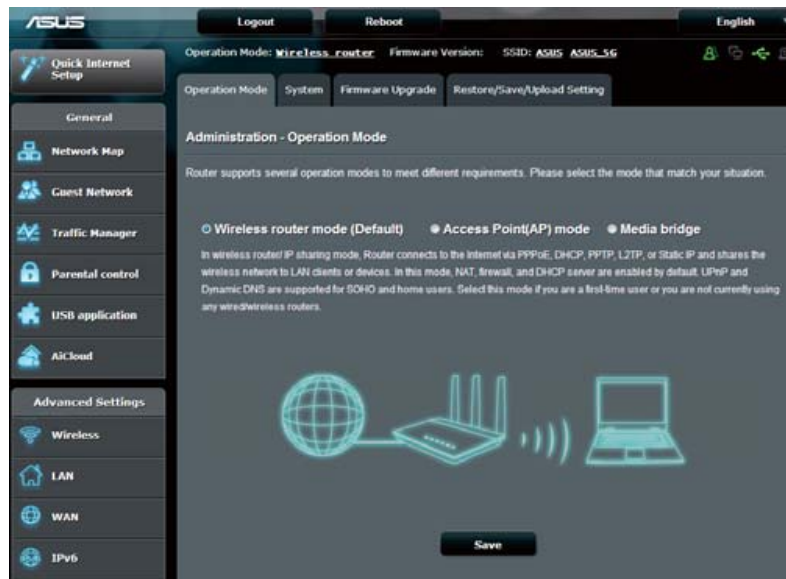 ASUS
Logout
Reboot
English
Quick Internet Setup
Operation Mode: Wireless router Firmware Version: SSID: ASUS ASUS_5G
Operation Mode
System
Firmware Upgrade
Restore/Save/Upload Setting
General
Network Map
Guest Network
Traffic Manager
Parental control
USB application
AiCloud
Advanced Settings
Wireless
LAN
WAN
IPv6
Administration - Operation Mode
Router supports several operation modes to meet different requirements. Please select the mode that match your situation.
Wireless router mode (Default)
Access Point(AP) mode
Media bridge
In wireless router/ IP sharing mode, Router connects to the Internet via PPPoE, DHCP, PPTP, L2TP, or Static IP and shares the
wireless network to LAN clients or devices. In this mode, NAT, firewall, and DHCP server are enabled by default. UPnP and
Dynamic DNS are supported for SOHO and home users. Select this mode if you are a first-time user or you are not currently using
any wired/wireless routers.
Save